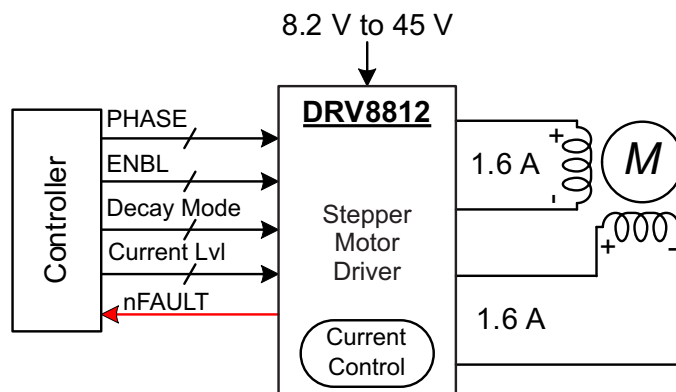 8.2 V to 45 V
DRV8812
Controller
PHASE
ENBL
Decay Mode
Current Lvl
nFAULT
Stepper
Motor
Driver
Current
Control
1.6 A
+
-
M
+
-
1.6 A